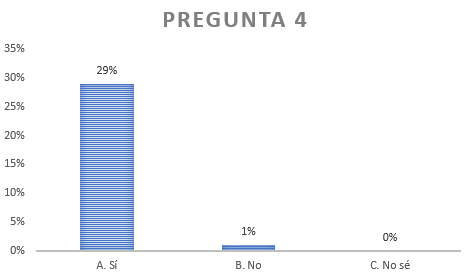 PREGUNTA 4
35%
30%
25%
20%
15%
10%
5%
0%
29%
1%
0%
A. Sí
B. No
C. No sé